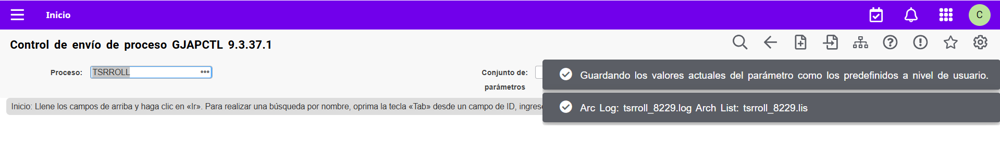 Inicio
C
Control de envío de proceso GJAPCTL 9.3.37.1
Proceso: TSRROLL
Conjunto de:
parámetros
Guardando los valores actuales del parámetro como los predefinidos a nivel de usuario.
Inicio: Llene los campos de arriba y haga clic en «Ir». Para realizar una búsqueda por nombre, oprima la tecla «Tab» desde un campo de ID,
Arc Log: tsrroll_8229.log Arch List: tsrroll_8229.lis